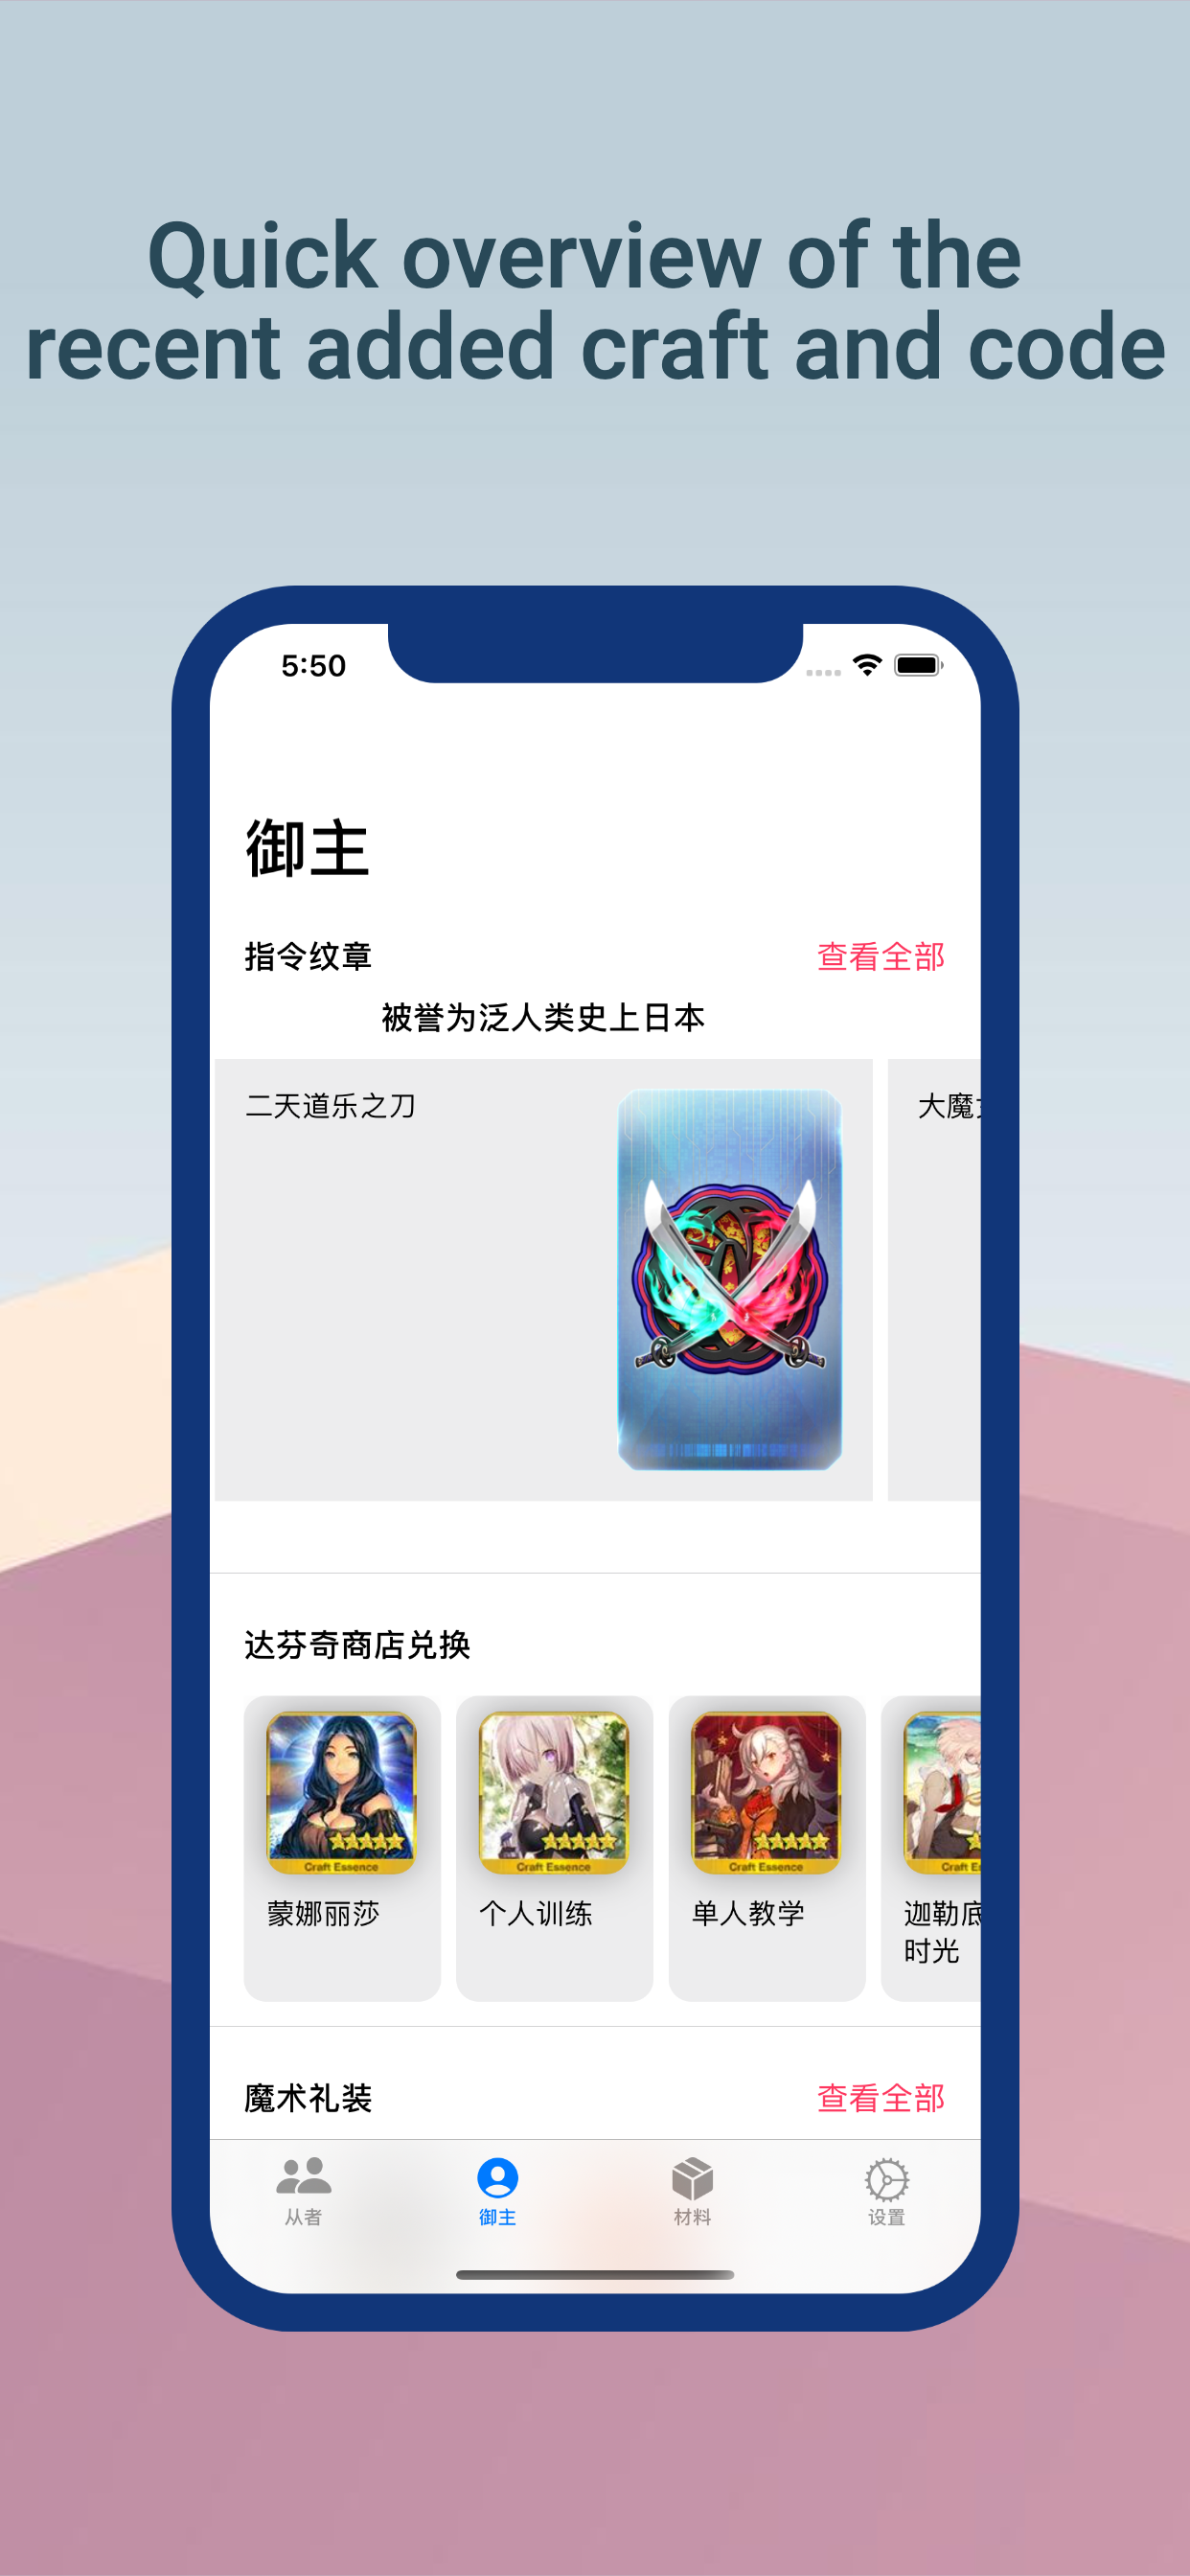 Quick overview of the
recent added craft and code
5:50
御主
指令纹章
查看全部
被誉为泛人类史上日本
二天道乐之刀
大魔
达芬奇商店兑换
Craft Essence
Craft Essence
Craft Essence
Craft E
蒙娜丽莎
个人训练
单人教学
迦勒底
时光
魔术礼装
查看全部
从者
御主
材料
设置